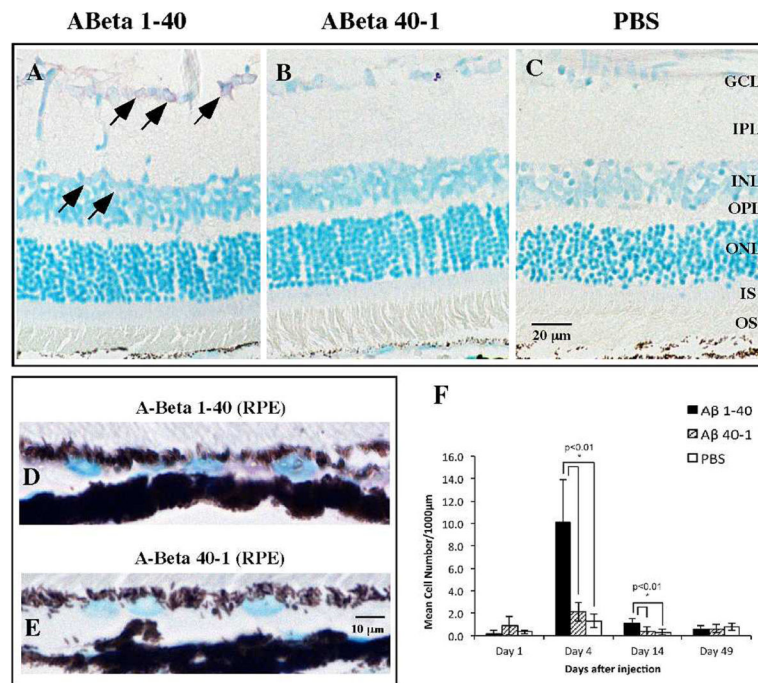 ABeta 1-40
ABeta 40-1
PBS
A
B
C
GCL
IPL
INL
OPL
ONL
IS
OS
20 μm
A-Beta 1-40 (RPE)
D
A-Beta 40-1 (RPE)
E
10 μm
F
Aβ 1-40
Aβ 40-1
PBS
Mean Cell Number/1000μm
16.0
14.0
12.0
10.0
8.0
6.0
4.0
2.0
0.0
p<0.01
*
p<0.01
*
Day 1
Day 4
Day 14
Day 49
Days after injection